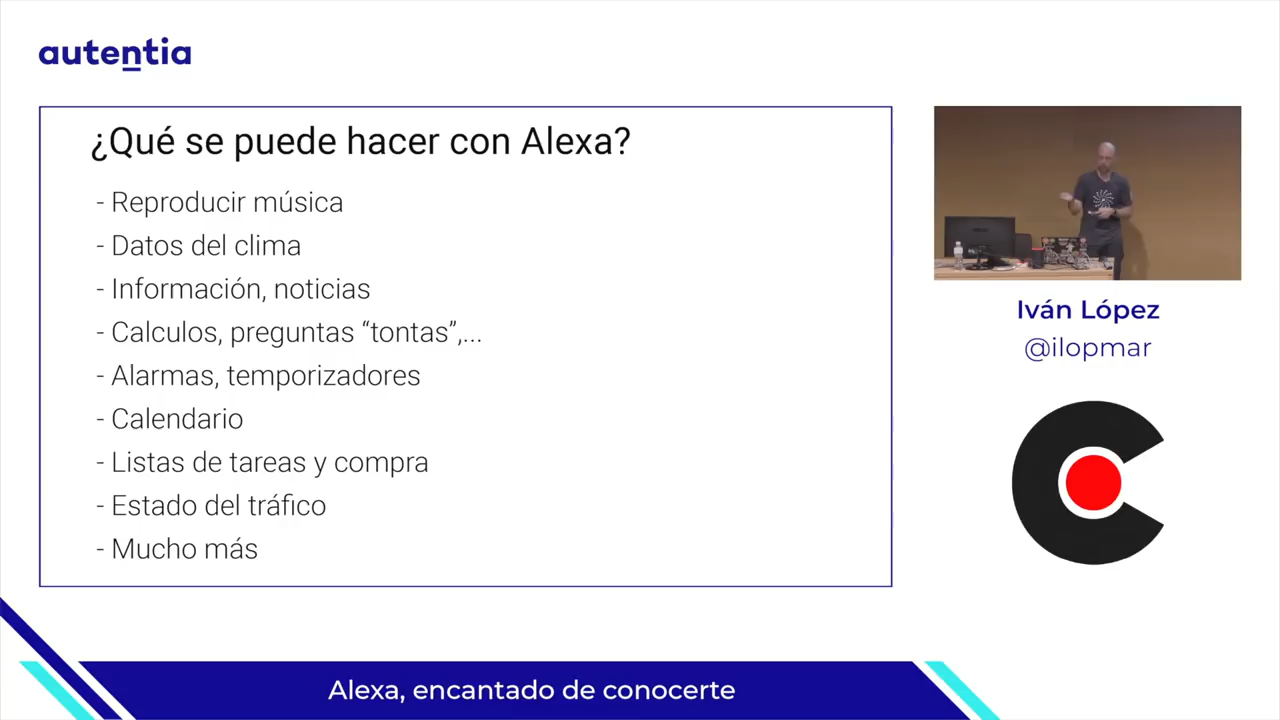 autentia
¿Qué se puede hacer con Alexa?
- Reproducir música
- Datos del clima
- Información, noticias
- Calculos, preguntas “tontas”,...
- Alarmas, temporizadores
- Calendario
- Listas de tareas y compra
- Estado del tráfico
- Mucho más
Iván López
@ilopmar
Alexa, encantado de conocerte